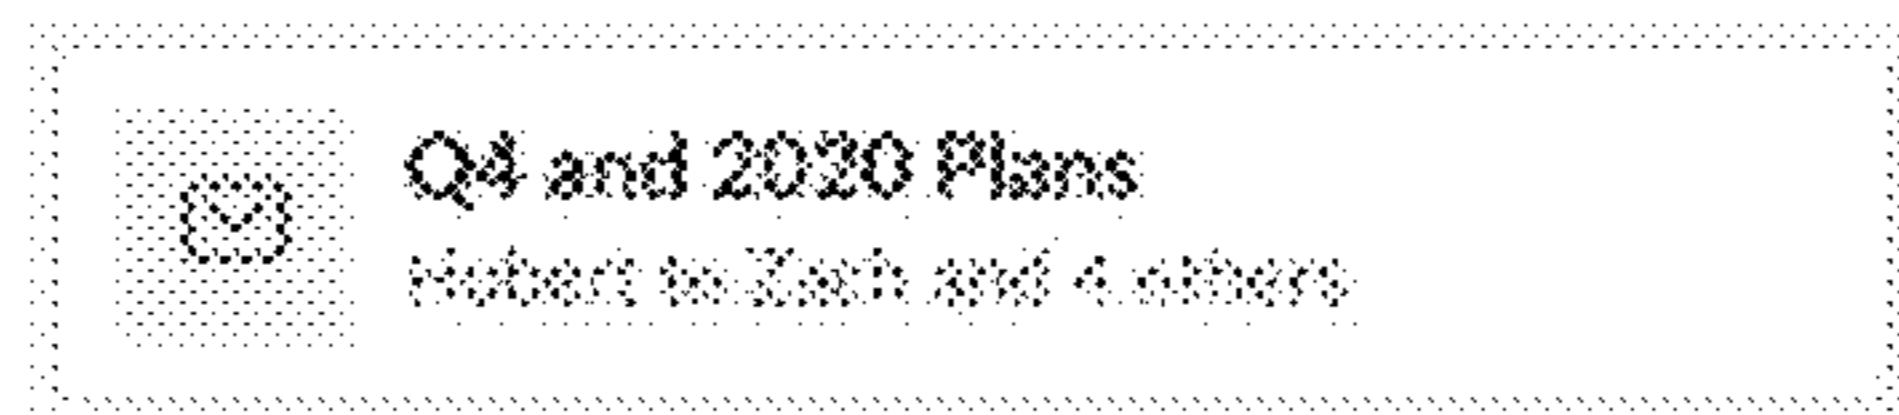 Q4 and 2020 Plans
Robert to Zach and 4 others